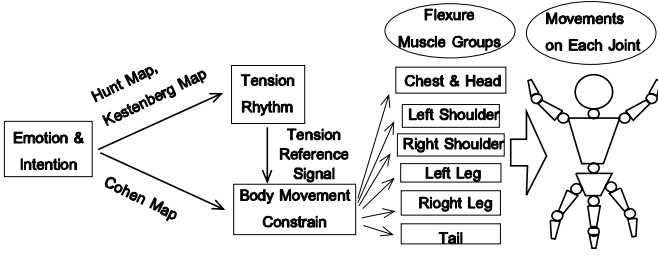 Emotion &
Intention
Hunt Map,
Kestenberg Map
Cohen Map
Tension
Rhythm
Tension
Reference
Signal
Body Movement
Constrain
Flexure
Muscle Groups
Chest & Head
Left Shoulder
Right Shoulder
Left Leg
Rioght Leg
Tail
Movements
on Each Joint